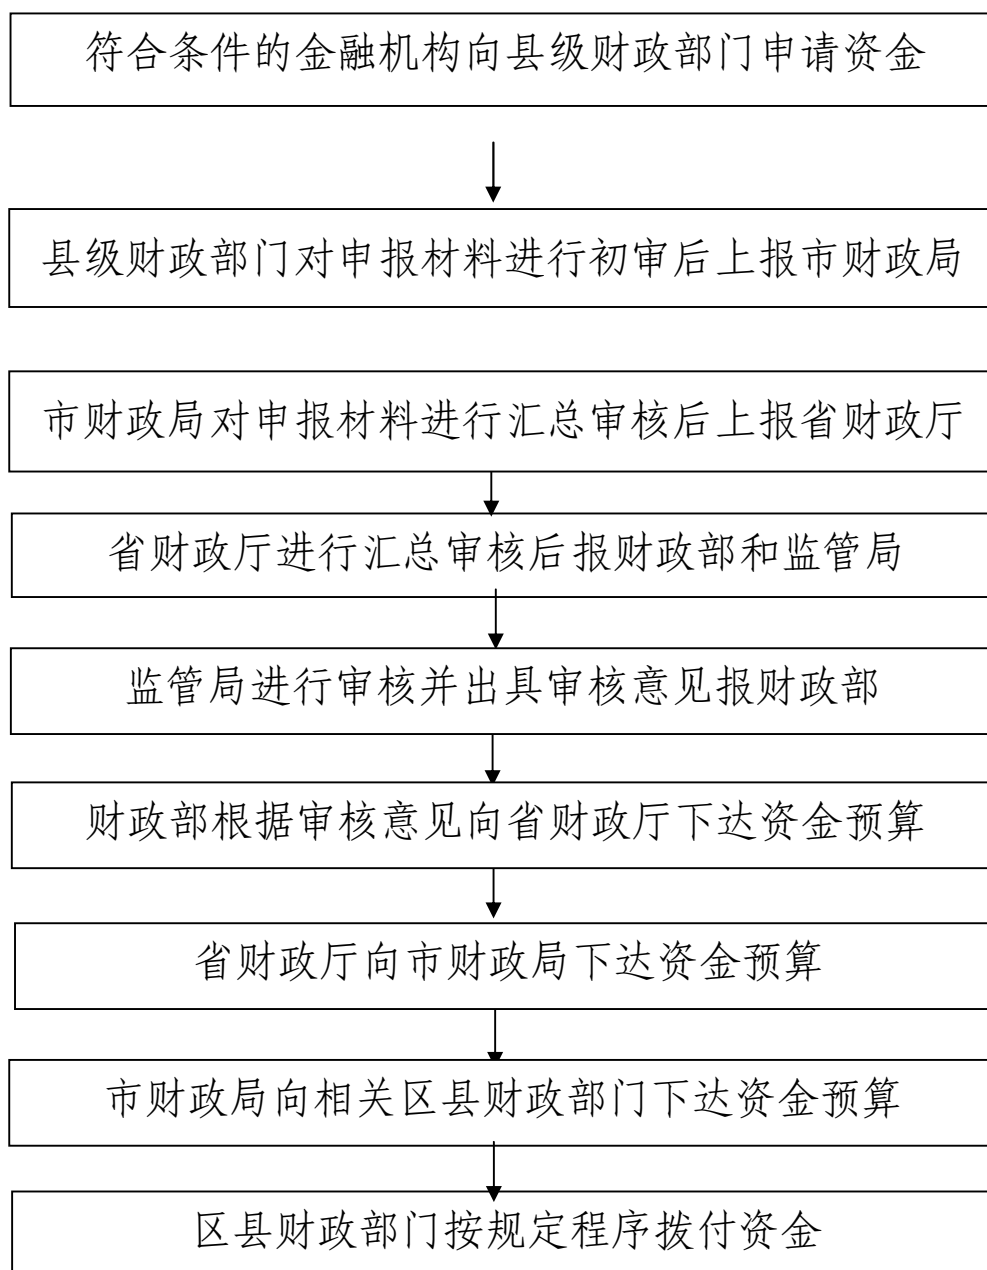 符合条件的金融机构向县级财政部门申请资金
县级财政部门对申报材料进行初审后上报市财政局
市财政局对申报材料进行汇总审核后上报省财政厅
省财政厅进行汇总审核后报财政部和监管局
监管局进行审核并出具审核意见报财政部
财政部根据审核意见向省财政厅下达资金预算
省财政厅向市财政局下达资金预算
市财政局向相关区县财政部门下达资金预算
区县财政部门按规定程序拨付资金